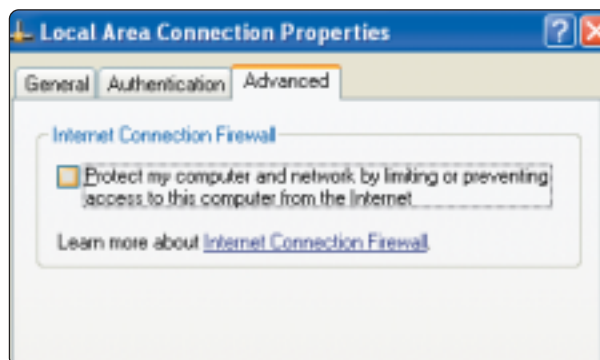 Local Area Connection Properties
General Authentication Advanced
Internet Connection Firewall
Protect my computer and network by limiting or preventing
access to this computer from the Internet
Learn more about Internet Connection Firewall.